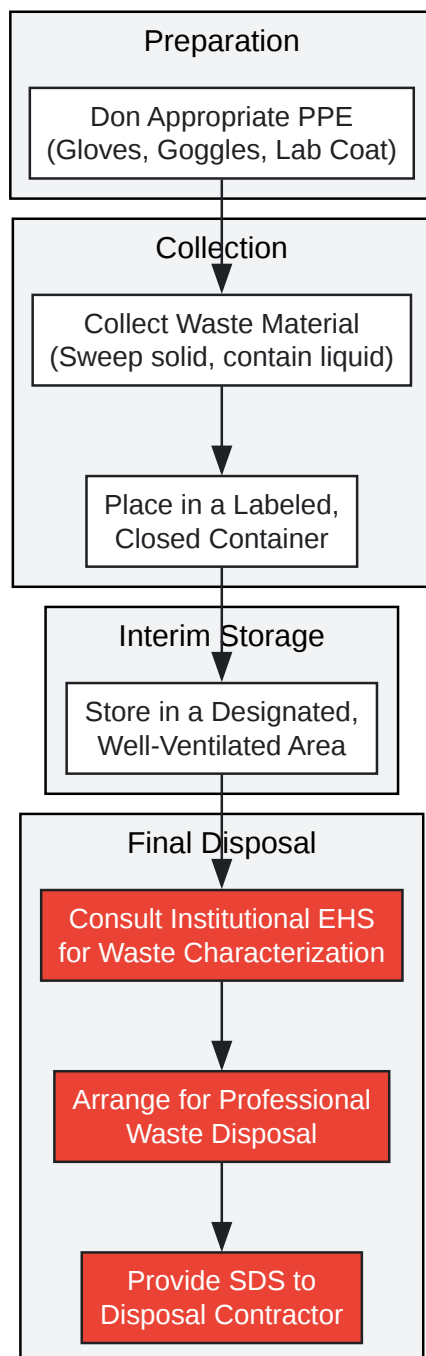 Preparation
Don Appropriate PPE
(Gloves, Goggles, Lab Coat)
Collection
Collect Waste Material
(Sweep solid, contain liquid)
Place in a Labeled,
Closed Container
Interim Storage
Store in a Designated,
Well-Ventilated Area
Final Disposal
Consult Institutional EHS
for Waste Characterization
Arrange for Professional
Waste Disposal
Provide SDS to
Disposal Contractor